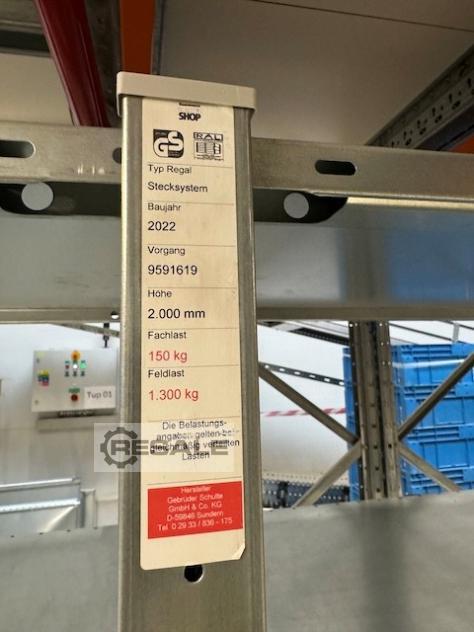 SHOP
GS
RAL
Typ Regal
Stecksystem
Baujahr
2022
Vorgang
9591619
Höhe
2.000 mm
Fachlast
150 kg
Feldlast
1.300 kg
Die Belastungs-
angaben gelten bei
gleichmäßig verteilten
Lasten
Hersteller
Gebrüder Schulte
GmbH & Co. KG
D-59846 Sundern
Tel 0 29 33 / 836 - 175
Tup 01